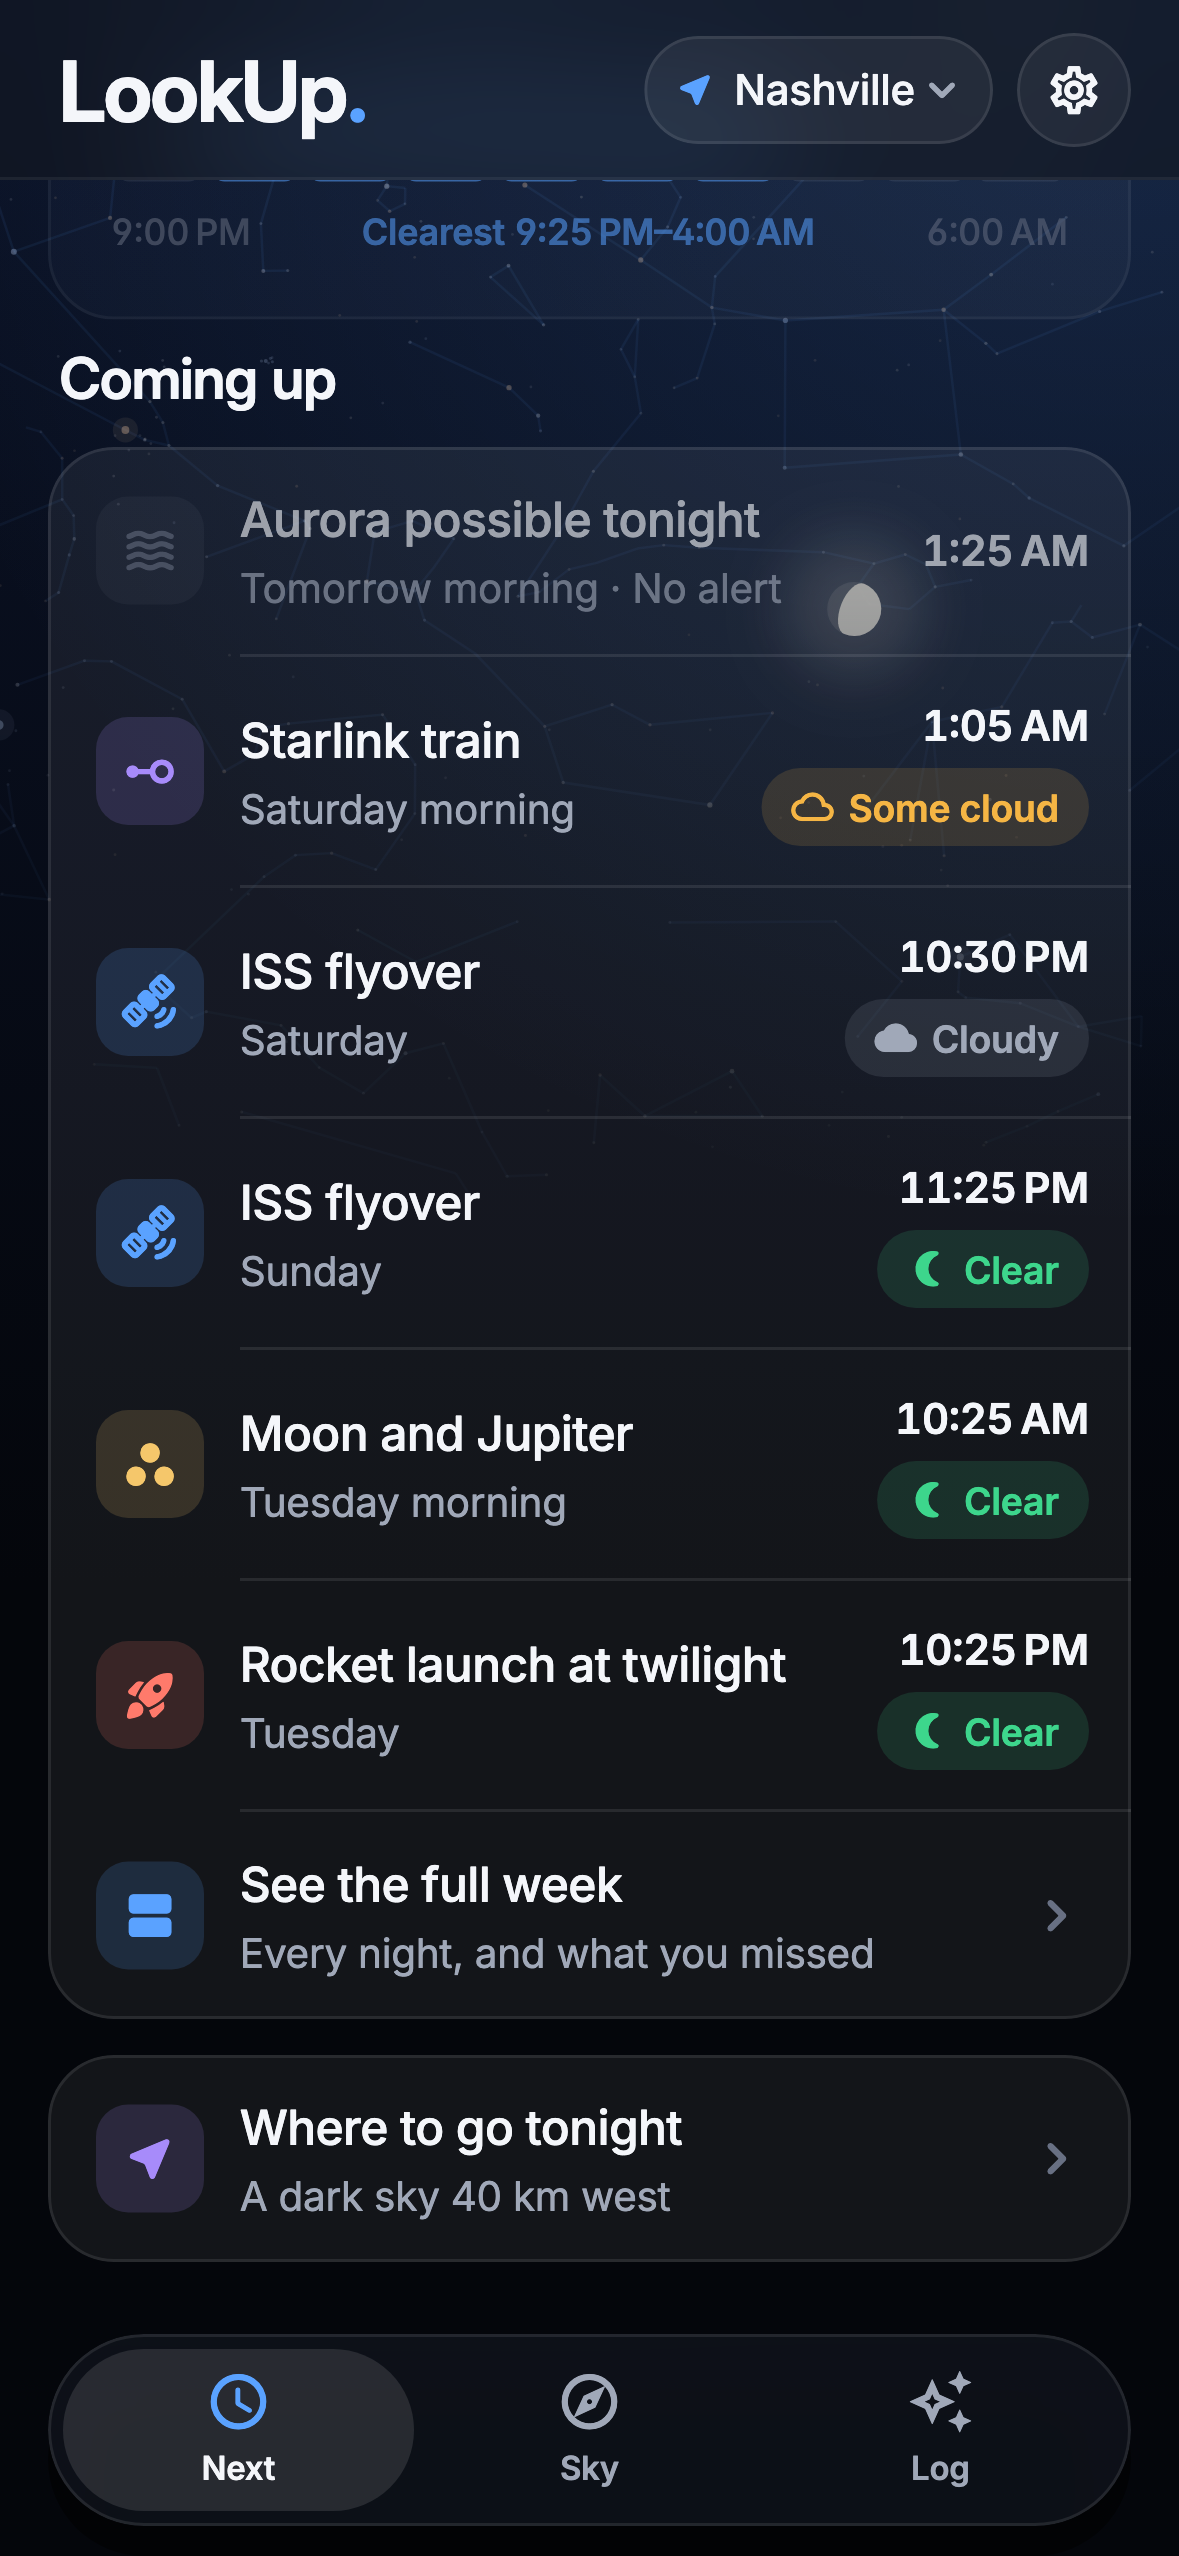 LookUp.
Nashville
9:00 PM
Clearest 9:25 PM–4:00 AM
6:00 AM
Coming up
Aurora possible tonight
1:25 AM
Tomorrow morning · No alert
Starlink train
1:05 AM
Saturday morning
Some cloud
ISS flyover
10:30 PM
Saturday
Cloudy
ISS flyover
11:25 PM
Sunday
Clear
Moon and Jupiter
10:25 AM
Tuesday morning
Clear
Rocket launch at twilight
10:25 PM
Tuesday
Clear
See the full week
Every night, and what you missed
Where to go tonight
A dark sky 40 km west
Next
Sky
Log